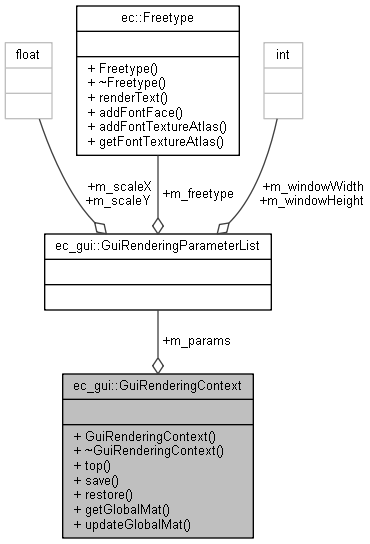 ec::Freetype
+ Freetype()
+ ~Freetype()
+ renderText()
+ addFontFace()
+ addFontTextureAtlas()
+ getFontTextureAtlas()
float
int
+m_scaleX
+m_scaleY
+m_freetype
+m_windowWidth
+m_windowHeight
ec_gui::GuiRenderingParameterList
+m_params
ec_gui::GuiRenderingContext
+ GuiRenderingContext()
+ ~GuiRenderingContext()
+ top()
+ save()
+ restore()
+ getGlobalMat()
+ updateGlobalMat()